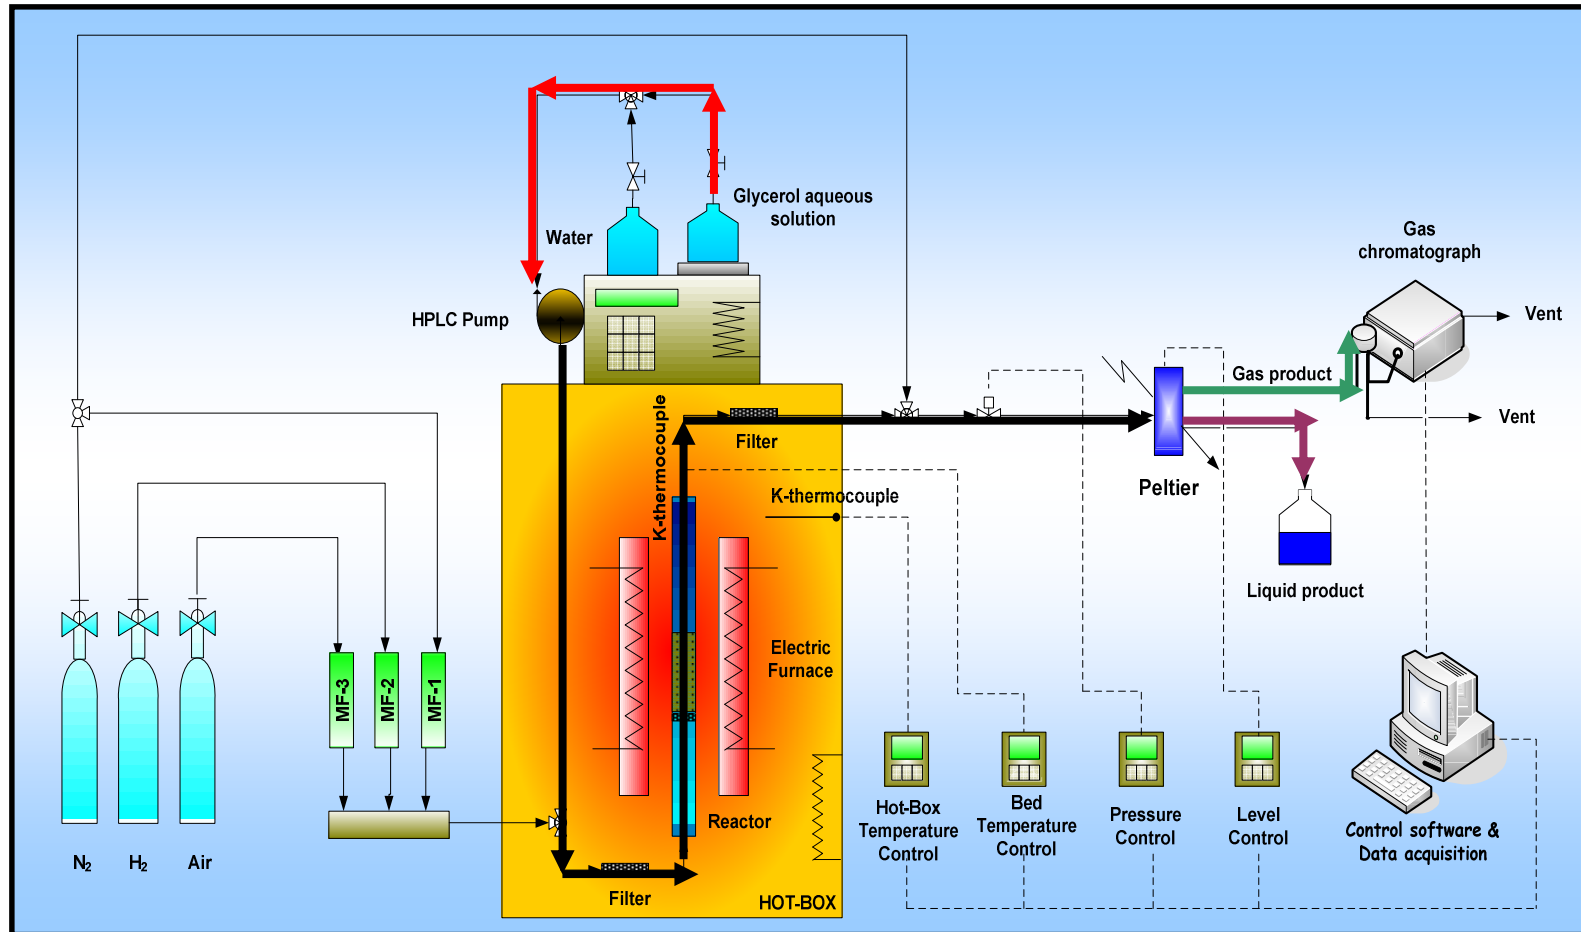 Glycerol aqueous
solution
Water
HPLC Pump
Gas
chromatograph
Vent
Gas product
Vent
K-thermocouple
Filter
K-thermocouple
Peltier
Liquid product
Electric
Furnace
MF-3
MF-2
MF-1
Reactor
Filter
HOT-BOX
N₂
H₂
Air
Hot-Box
Temperature
Control
Bed
Temperature
Control
Pressure
Control
Level
Control
Control software &
Data acquisition